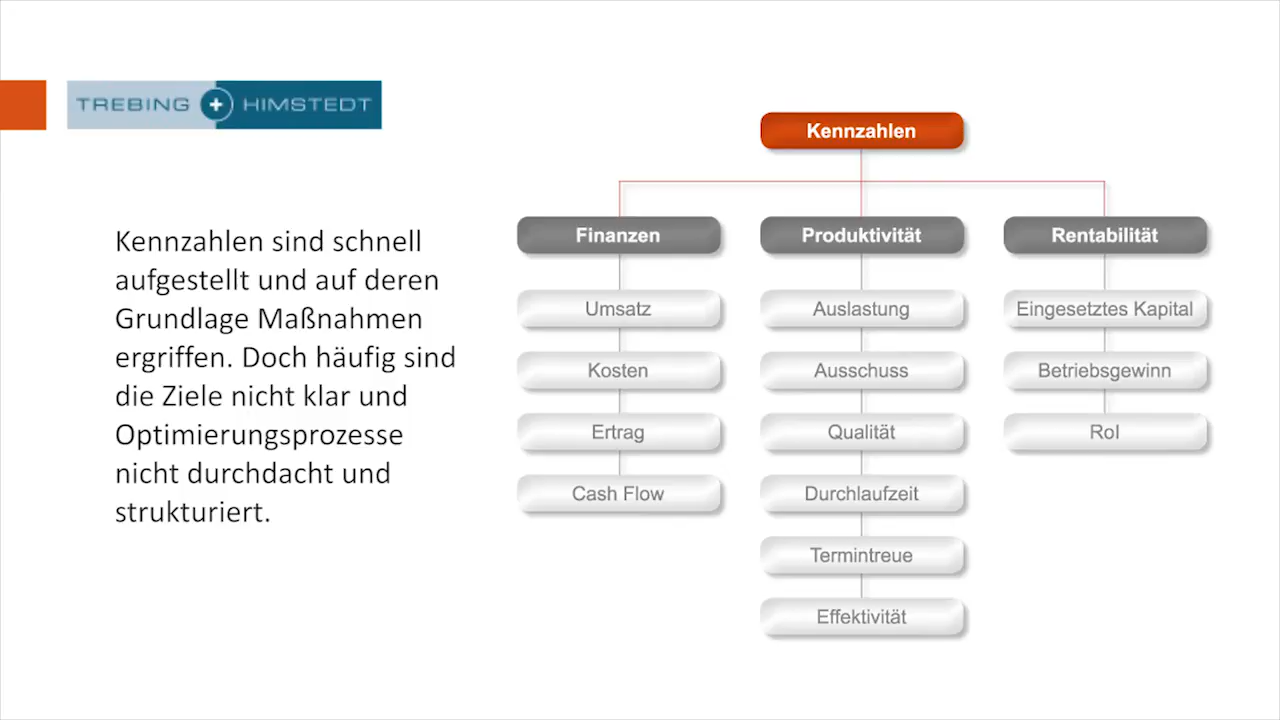 TREBING + HIMSTEDT
Kennzahlen sind schnell
aufgestellt und auf deren
Grundlage Maßnahmen
ergriffen. Doch häufig sind
die Ziele nicht klar und
Optimierungsprozesse
nicht durchdacht und
strukturiert.
Kennzahlen
Finanzen
Umsatz
Kosten
Ertrag
Cash Flow
Produktivität
Auslastung
Ausschuss
Qualität
Durchlaufzeit
Termintreue
Effektivität
Rentabilität
Eingesetztes Kapital
Betriebsgewinn
RoI